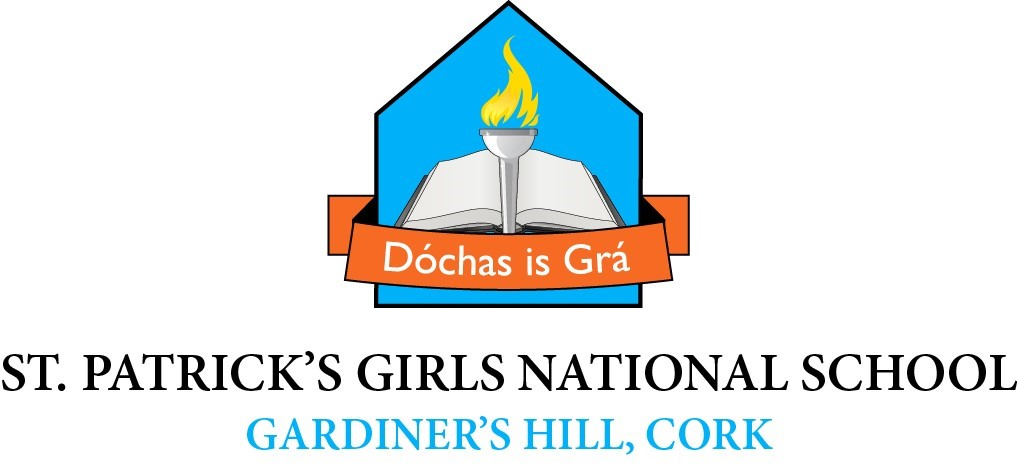 Dóchas is Grá
ST. PATRICK’S GIRLS NATIONAL SCHOOL
GARDINER’S HILL, CORK